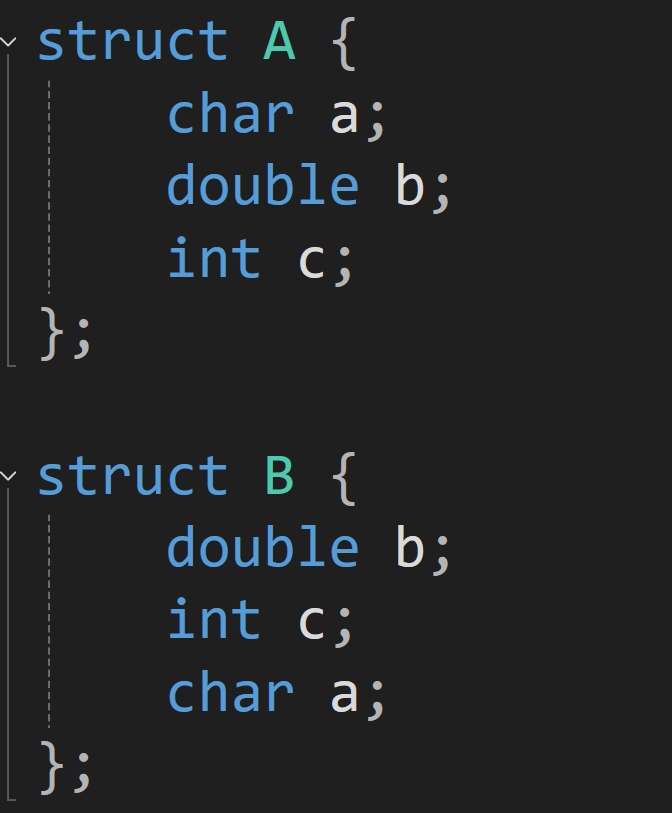 struct A {
    char a;
    double b;
    int c;
};

struct B {
    double b;
    int c;
    char a;
};